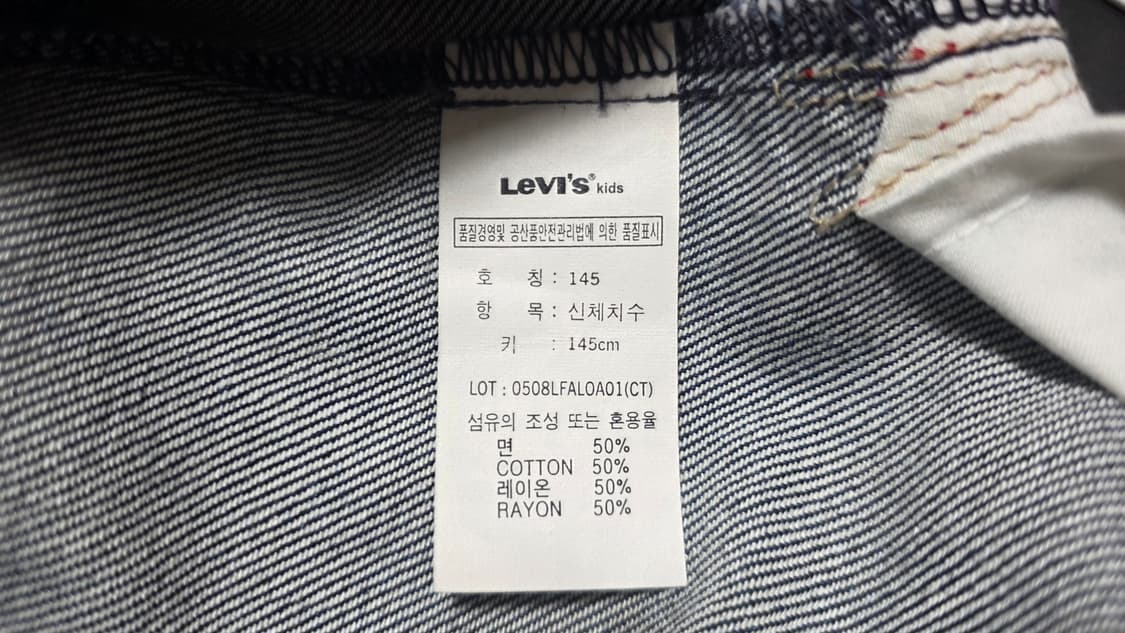 Levi's® kids
품질경영및 공산품안전관리법에 의한 품질표시
호 칭 : 145
항 목 : 신체치수
키 : 145cm
LOT : 0508LFALOA01(CT)
섬유의 조성 또는 혼용율
면 50%
COTTON 50%
레이온 50%
RAYON 50%